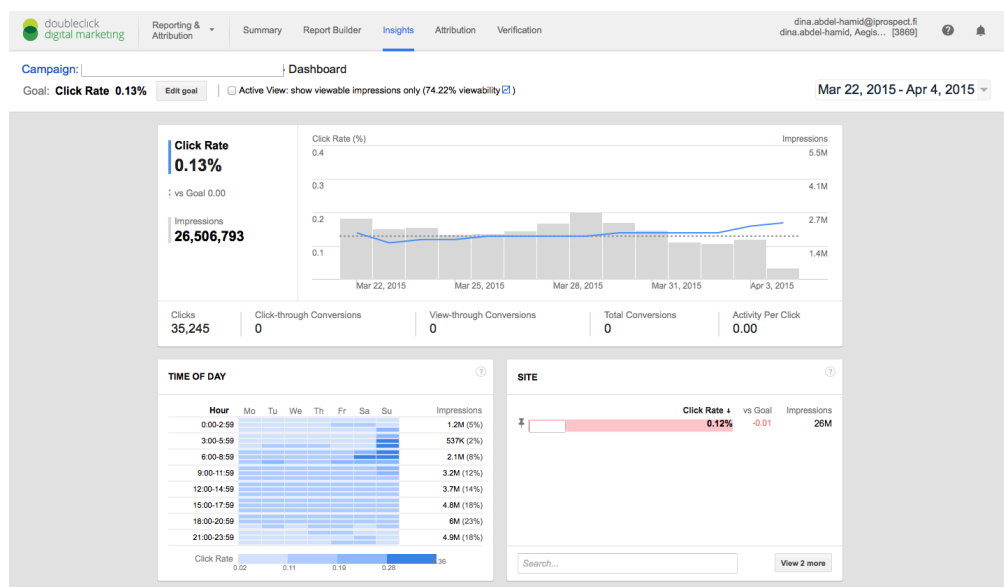 doubleclick
digital marketing
Reporting &
Attribution
Summary
Report Builder
Insights
Attribution
Verification
dina.abdel-hamid@iprospect.fi
dina.abdel-hamid, Aegis... [3869]
Campaign: Dashboard
Goal: Click Rate 0.13% Edit goal Active View: show viewable impressions only (74.22% viewability)
Mar 22, 2015 - Apr 4, 2015
Click Rate
0.13%
vs Goal 0.00
Impressions
26,506,793
Click Rate (%) Impressions
0.4 5.5M
0.3 4.1M
0.2 2.7M
0.1 1.4M
Mar 22, 2015 Mar 25, 2015 Mar 28, 2015 Mar 31, 2015 Apr 3, 2015
Clicks Click-through Conversions View-through Conversions Total Conversions Activity Per Click
35,245 0 0 0 0.00
TIME OF DAY ?
Hour Mo Tu We Th Fr Sa Su Impressions
0:00-2:59 1.2M (5%)
3:00-5:59 537K (2%)
6:00-8:59 2.1M (8%)
9:00-11:59 3.2M (12%)
12:00-14:59 3.7M (14%)
15:00-17:59 4.8M (18%)
18:00-20:59 6M (23%)
21:00-23:59 4.9M (18%)
Click Rate .36
0.02 0.11 0.19 0.28
SITE ?
Click Rate ↓ vs Goal Impressions
0.12% -0.01 26M
Search...
View 2 more